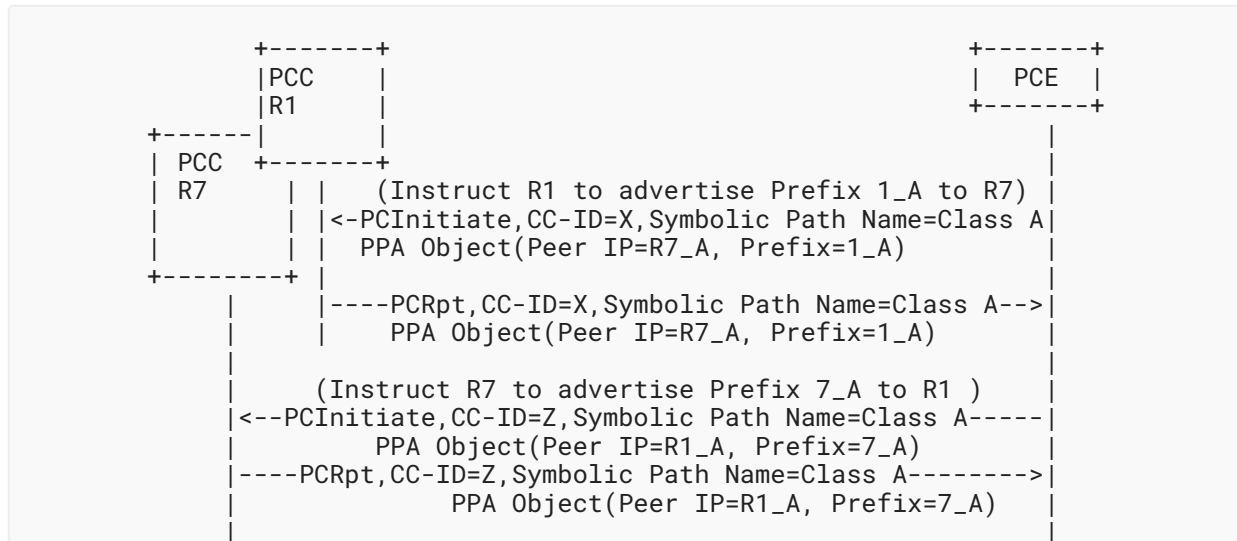 +-------+                                     +-------+
       |PCC    |                                     |  PCE  |
       |R1     |                                     +-------+
+------|       |                                         |
| PCC  +-------+                                         |
| R7     | |   (Instruct R1 to advertise Prefix 1_A to R7) |
|        | |<-PCInitiate,CC-ID=X,Symbolic Path Name=Class A|
|        | |  PPA Object(Peer IP=R7_A, Prefix=1_A)         |
+--------+ |                                               |
     |     |----PCRpt,CC-ID=X,Symbolic Path Name=Class A-->|
     |     |    PPA Object(Peer IP=R7_A, Prefix=1_A)       |
     |                                                     |
     |     (Instruct R7 to advertise Prefix 7_A to R1 )    |
     |<--PCInitiate,CC-ID=Z,Symbolic Path Name=Class A-----|
     |         PPA Object(Peer IP=R1_A, Prefix=7_A)        |
     |----PCRpt,CC-ID=Z,Symbolic Path Name=Class A-------->|
     |              PPA Object(Peer IP=R1_A, Prefix=7_A)   |
     |                                                     |